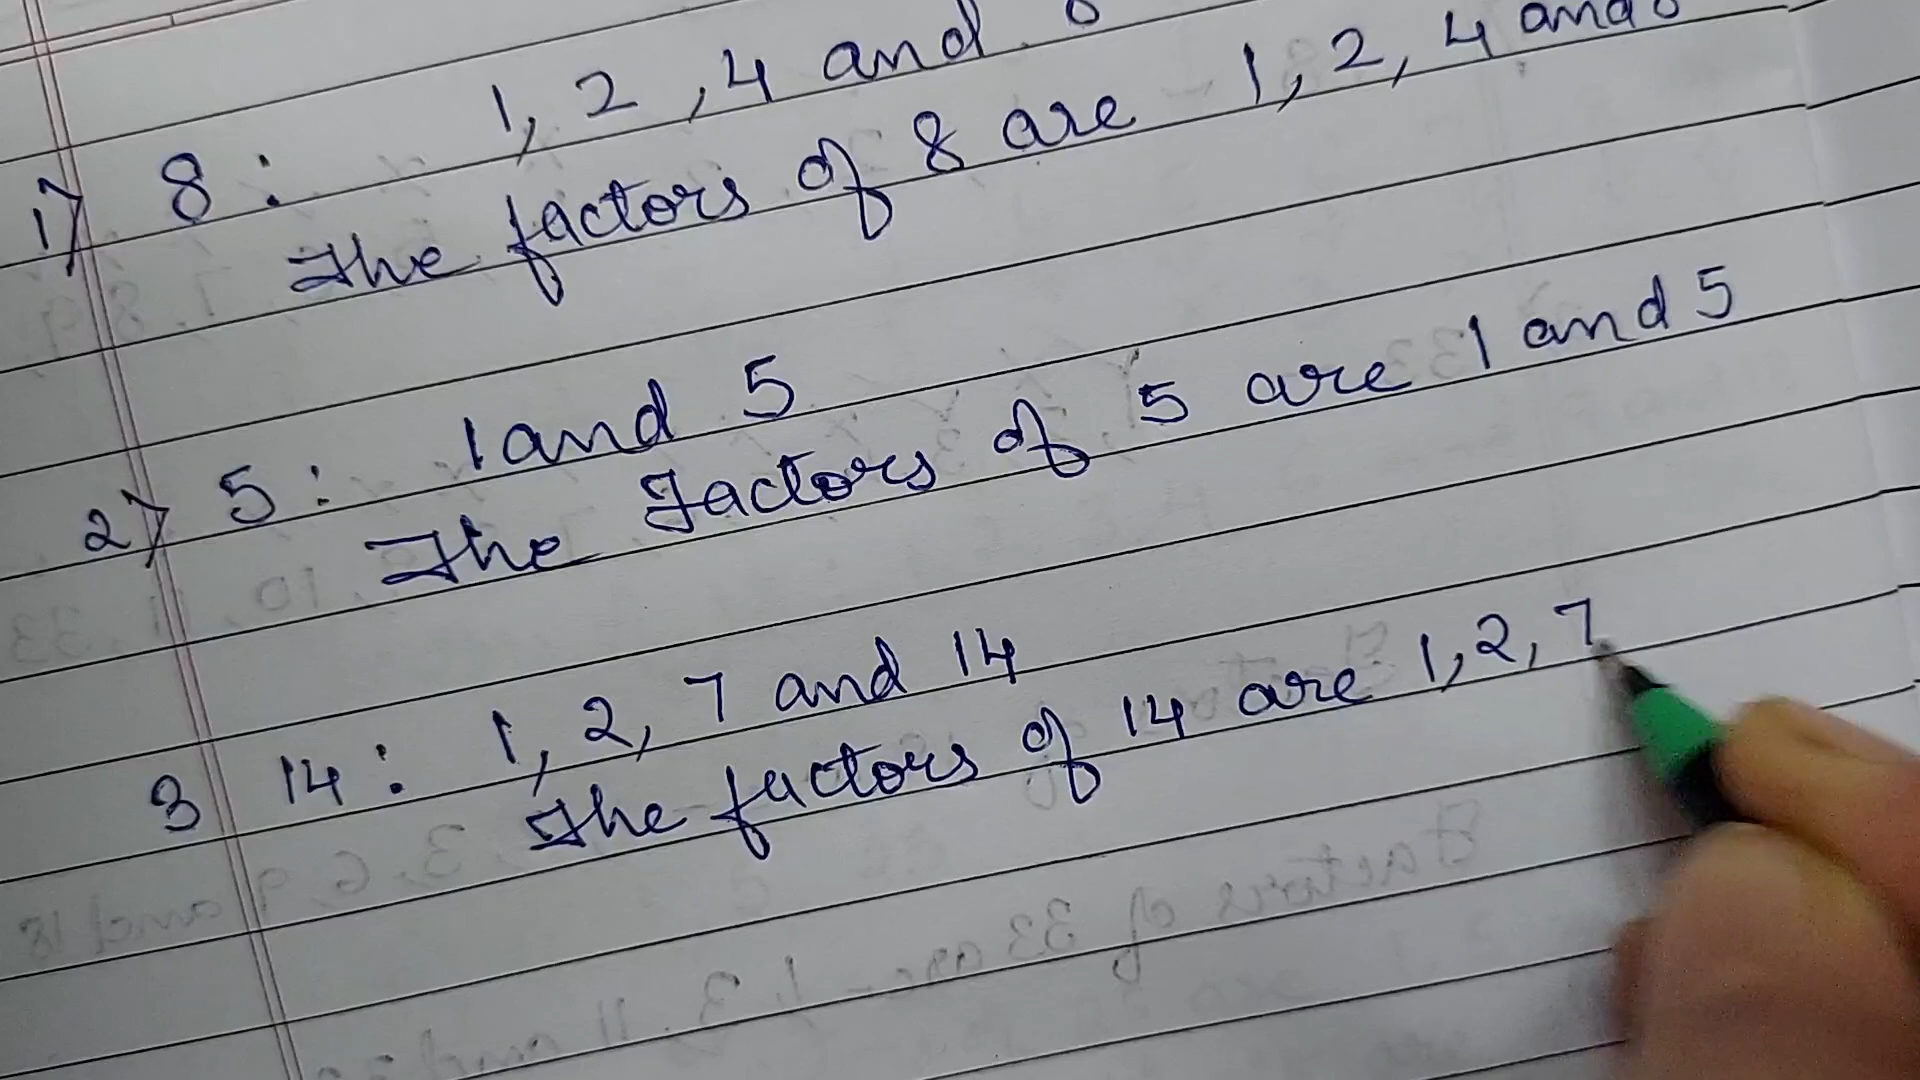 1, 2, 4 and 8
1) 8:
The factors of 8 are 1, 2, 4 and 8
1 and 5
2) 5:
The Factors of 5 are 1 and 5
1, 2, 7 and 14
3 14:
The factors of 14 are 1, 2, 7